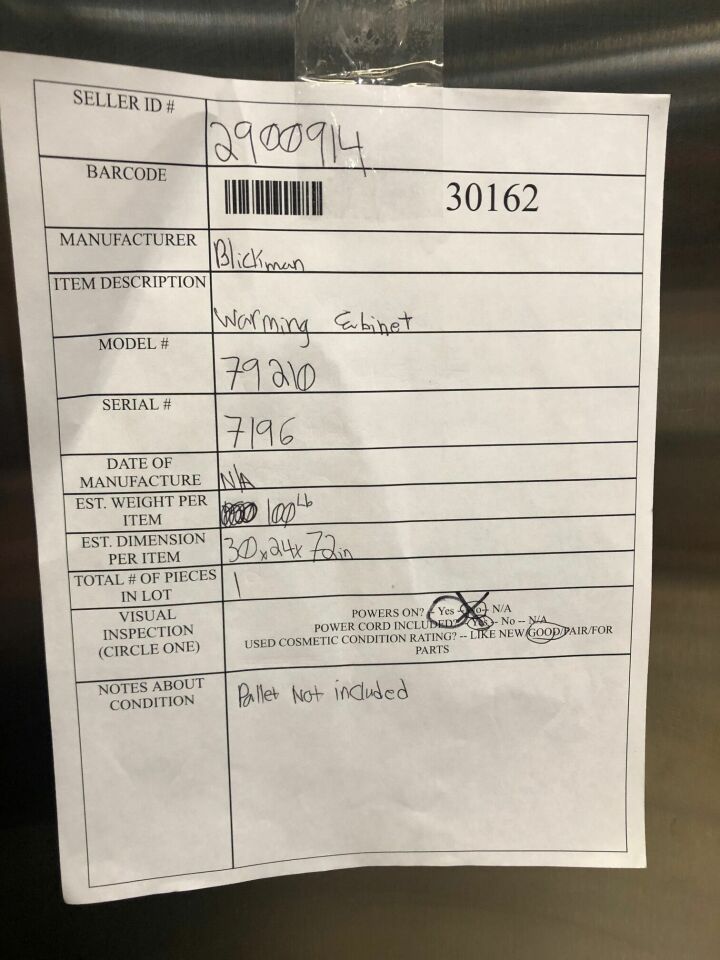 SELLER ID #
2900914
BARCODE
30162
MANUFACTURER
Blickman
ITEM DESCRIPTION
Warming Cabinet
MODEL #
79210
SERIAL #
7196
DATE OF
MANUFACTURE
N/A
EST. WEIGHT PER
ITEM
100 Lb
EST. DIMENSION
PER ITEM
30x24x72in
TOTAL # OF PIECES
IN LOT
1
VISUAL
INSPECTION
(CIRCLE ONE)
POWERS ON? -- Yes -- No -- N/A
POWER CORD INCLUDED? -- Yes -- No -- N/A
USED COSMETIC CONDITION RATING? -- LIKE NEW/GOOD/PAIR/FOR
PARTS
NOTES ABOUT
CONDITION
Pallet Not included